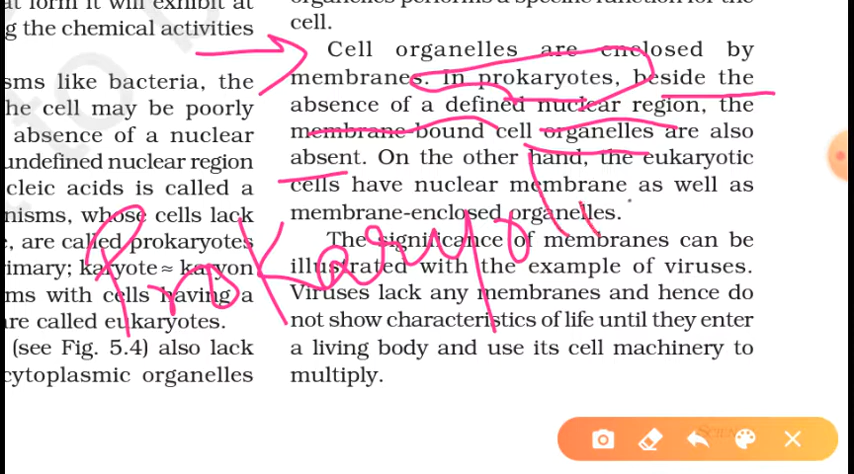 at form it will exhibit at
g the chemical activities
sms like bacteria, the
he cell may be poorly
absence of a nuclear
undefined nuclear region
cleic acids is called a
nisms, whose cells lack
, are called prokaryotes
imary; karyote ≈ karyon
ms with cells having a
re called eukaryotes.
(see Fig. 5.4) also lack
cytoplasmic organelles
organelles performs a specific function for the
cell.
Cell organelles are enclosed by
membranes. In prokaryotes, beside the
absence of a defined nuclear region, the
membrane-bound cell organelles are also
absent. On the other hand, the eukaryotic
cells have nuclear membrane as well as
membrane-enclosed organelles.
The significance of membranes can be
illustrated with the example of viruses.
Viruses lack any membranes and hence do
not show characteristics of life until they enter
a living body and use its cell machinery to
multiply.